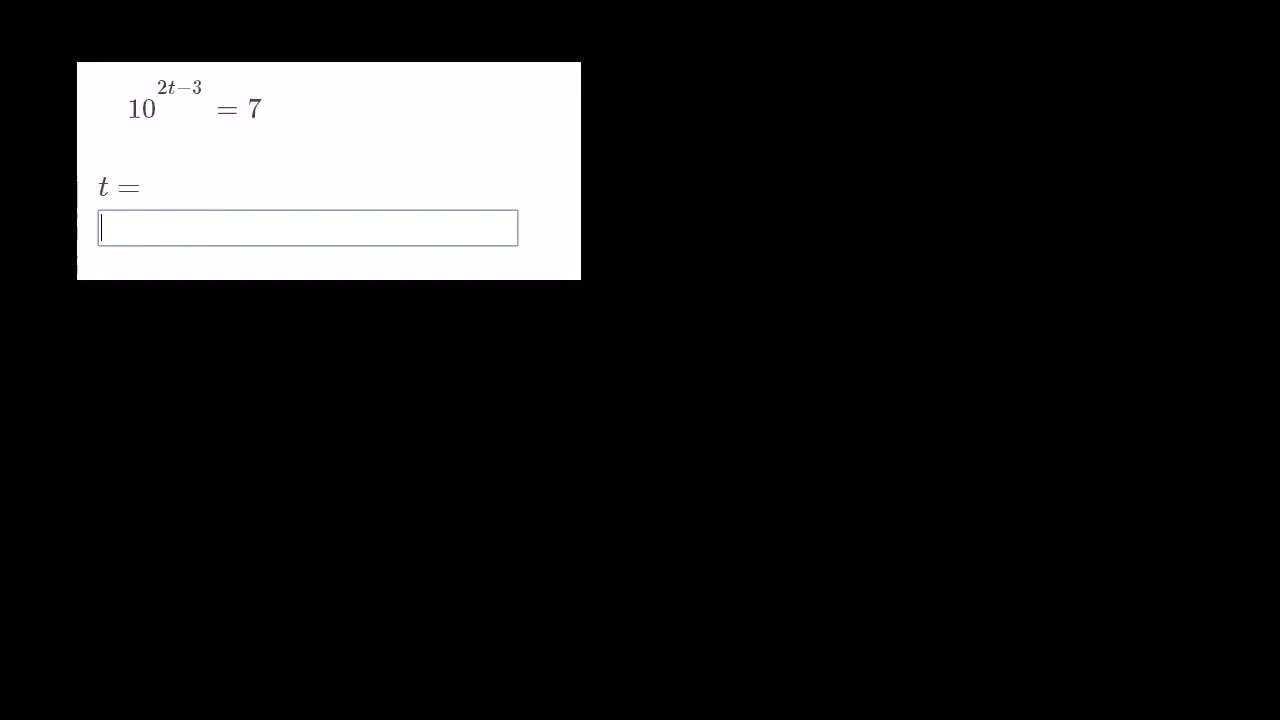 10^{2t-3} = 7
t =